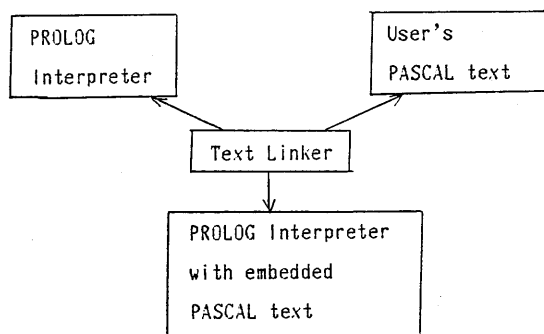 PROLOG
Interpreter
User's
PASCAL text
Text Linker
PROLOG Interpreter
with embedded
PASCAL text